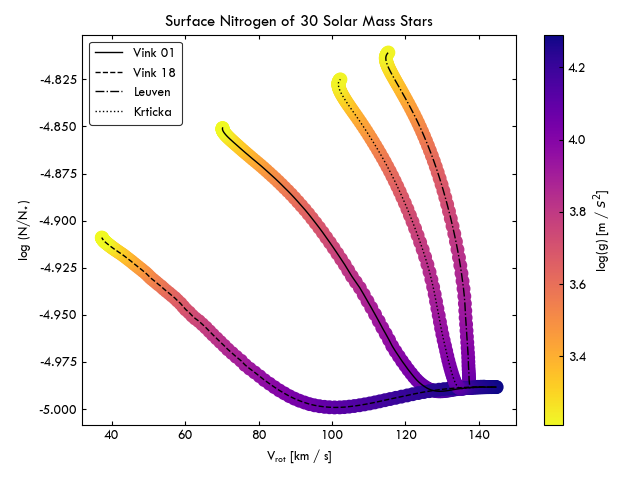 Surface Nitrogen of 30 Solar Mass Stars
Vink 01
Vink 18
Leuven
Krticka
-4.825
-4.850
-4.875
-4.900
-4.925
-4.950
-4.975
-5.000
log (N/N*)
40 60 80 100 120 140
V_rot [km / s]
4.2
4.0
3.8
3.6
3.4
log(g) [m / s²]